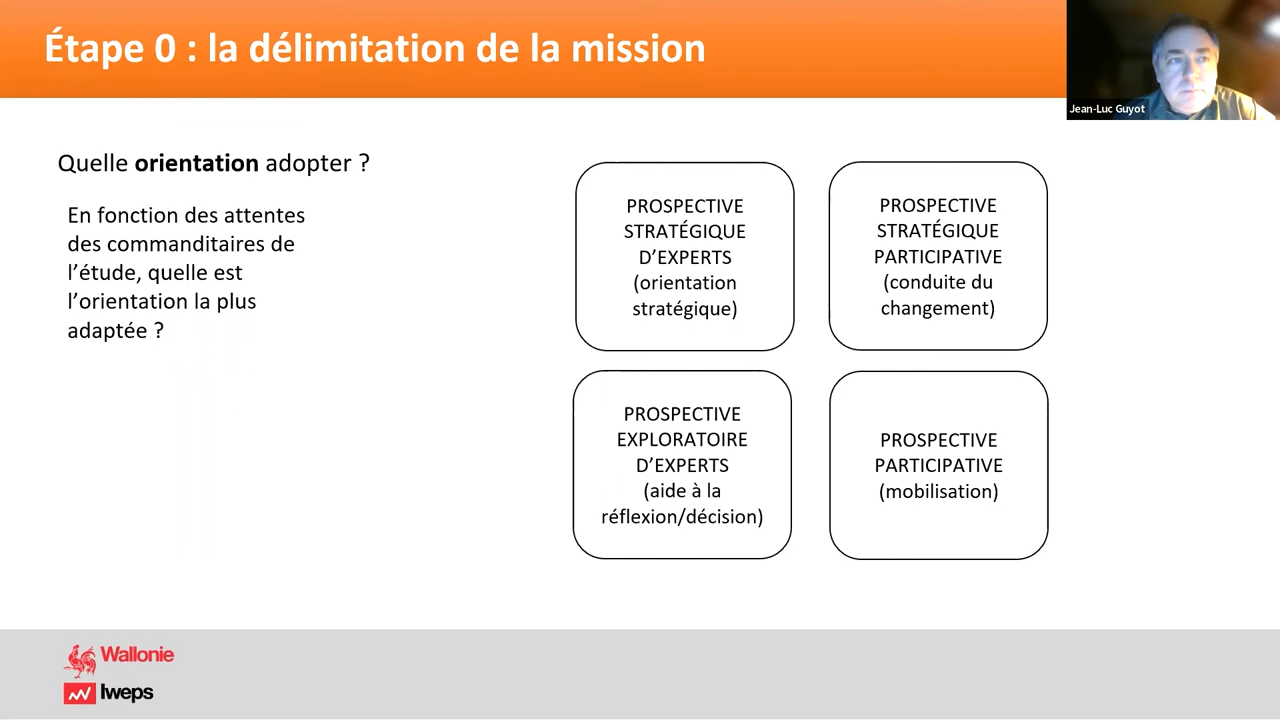 Étape 0 : la délimitation de la mission
Jean-Luc Guyot
Quelle orientation adopter ?
En fonction des attentes
des commanditaires de
l’étude, quelle est
l’orientation la plus
adaptée ?
PROSPECTIVE
STRATÉGIQUE
D’EXPERTS
(orientation
stratégique)
PROSPECTIVE
STRATÉGIQUE
PARTICIPATIVE
(conduite du
changement)
PROSPECTIVE
EXPLORATOIRE
D’EXPERTS
(aide à la
réflexion/décision)
PROSPECTIVE
PARTICIPATIVE
(mobilisation)
Wallonie
Iweps